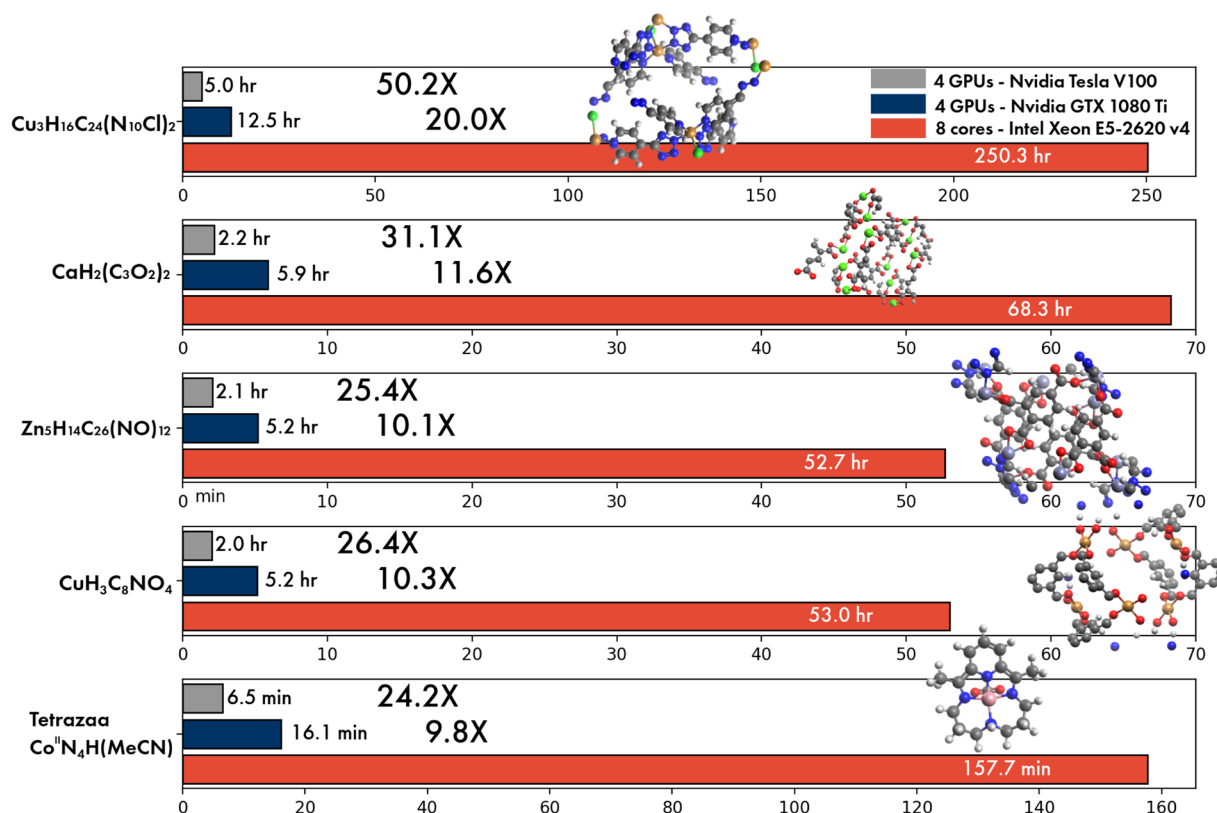 4 GPUs - Nvidia Tesla V100
4 GPUs - Nvidia GTX 1080 Ti
8 cores - Intel Xeon E5-2620 v4
Cu₃H₁₆C₂₄(N₁₀Cl)₂
5.0 hr 50.2X
12.5 hr 20.0X
250.3 hr
0 50 100 150 200 250
CaH₂(C₃O₂)₂
2.2 hr 31.1X
5.9 hr 11.6X
68.3 hr
0 10 20 30 40 50 60 70
Zn₅H₁₄C₂₆(NO)₁₂
2.1 hr 25.4X
5.2 hr 10.1X
52.7 hr
min
0 10 20 30 40 50 60 70
CuH₃C₈NO₄
2.0 hr 26.4X
5.2 hr 10.3X
53.0 hr
0 10 20 30 40 50 60 70
Tetrazaa
CoᴵᴵN₄H(MeCN)
6.5 min 24.2X
16.1 min 9.8X
157.7 min
0 20 40 60 80 100 120 140 160